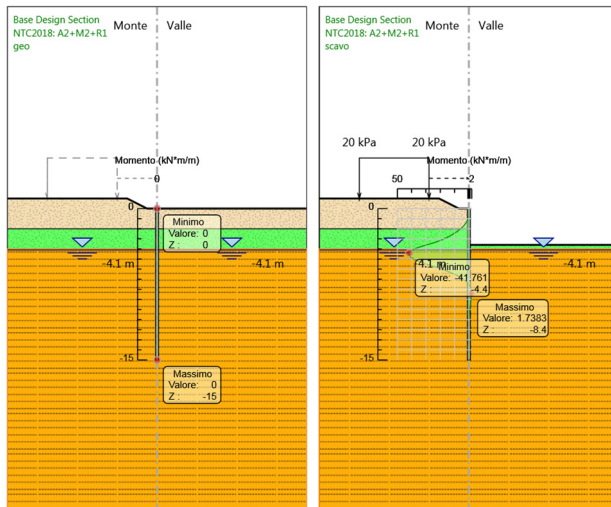 Base Design Section
NTC2018: A2+M2+R1
geo
Monte
Valle
Momento (kN*m/m)
0
0
Minimo
Valore: 0
Z : 0
-4.1 m
-4.1 m
-15
Massimo
Valore: 0
Z : -15
Base Design Section
NTC2018: A2+M2+R1
scavo
Monte
Valle
20 kPa
20 kPa
Momento (kN*m/m)
50
-2
0
-4.1 m
-4.1 m
Minimo
Valore: -41.761
Z : -4.4
Massimo
Valore: 1.7383
Z : -8.4
-15